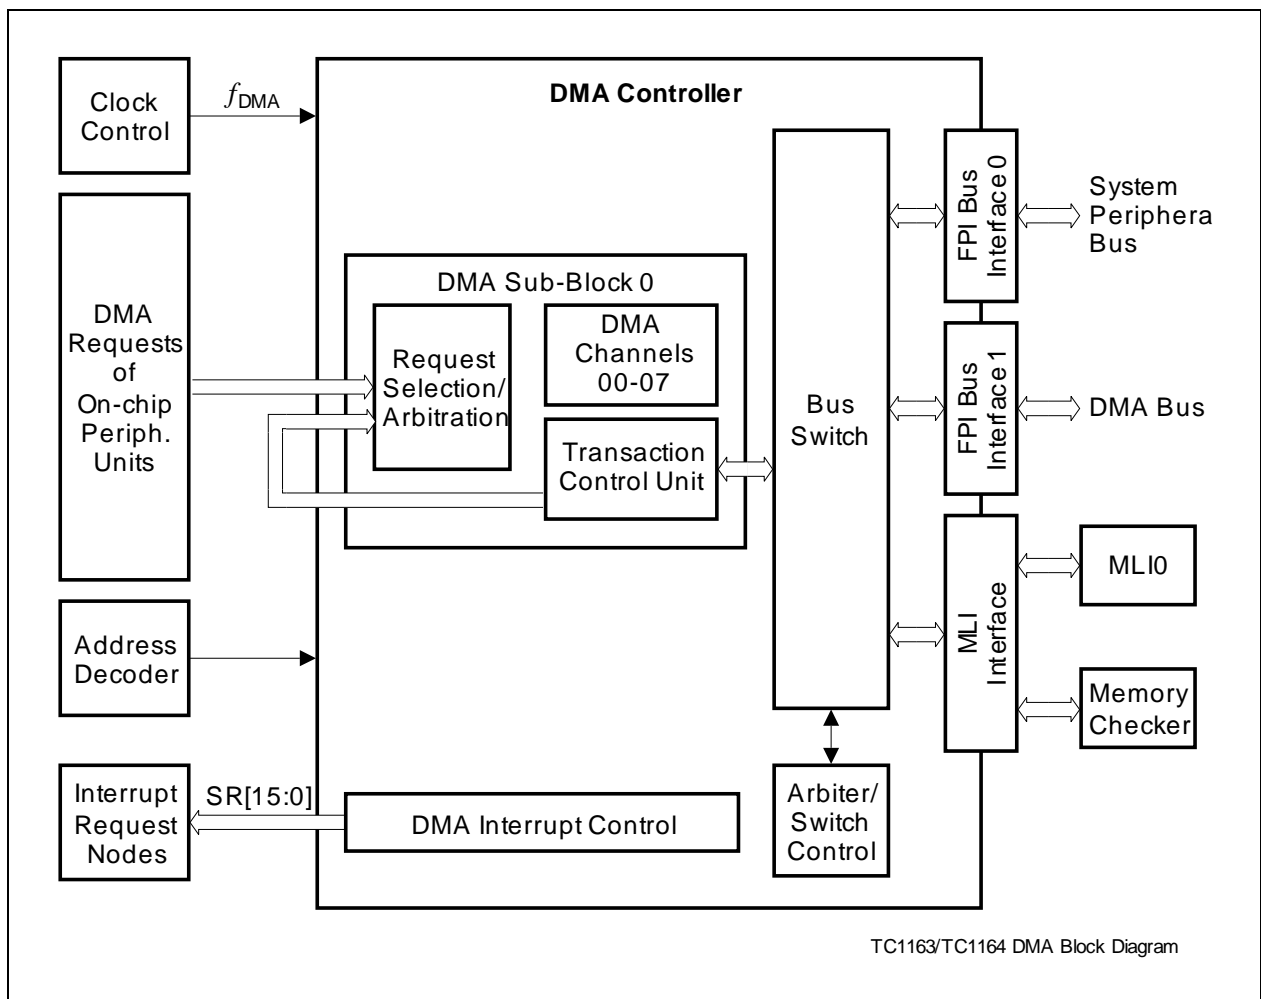 Clock
Control
fDMA
DMA Controller
DMA
Requests
of
On-chip
Periph.
Units
DMA Sub-Block 0
Request
Selection/
Arbitration
DMA
Channels
00-07
Transaction
Control Unit
Bus
Switch
FPI Bus
Interface 0
System
Periphera
Bus
FPI Bus
Interface 1
DMA Bus
MLI
Interface
MLI0
Memory
Checker
Address
Decoder
Interrupt
Request
Nodes
SR[15:0]
DMA Interrupt Control
Arbiter/
Switch
Control
TC1163/TC1164 DMA Block Diagram